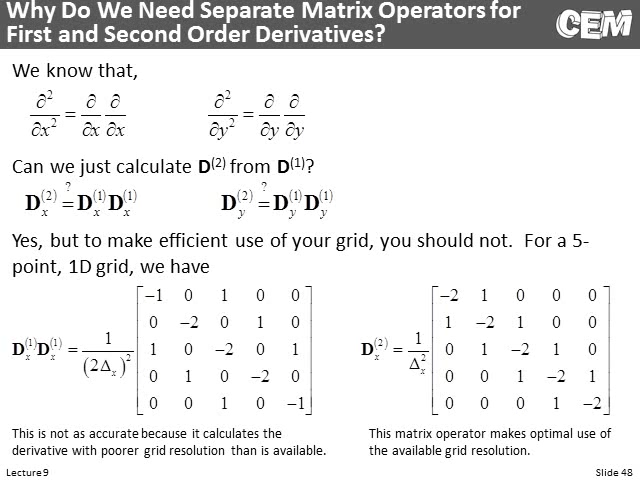 Why Do We Need Separate Matrix Operators for
First and Second Order Derivatives?
CEM
We know that,
∂²/∂x² = ∂/∂x ∂/∂x    ∂²/∂y² = ∂/∂y ∂/∂y
Can we just calculate D⁽²⁾ from D⁽¹⁾?
Dₓ⁽²⁾ ≟ Dₓ⁽¹⁾Dₓ⁽¹⁾    D_y⁽²⁾ ≟ D_y⁽¹⁾D_y⁽¹⁾
Yes, but to make efficient use of your grid, you should not. For a 5-
point, 1D grid, we have
Dₓ⁽¹⁾Dₓ⁽¹⁾ = 1/(2Δₓ)²
-1 0 1 0 0
0 -2 0 1 0
1 0 -2 0 1
0 1 0 -2 0
0 0 1 0 -1
Dₓ⁽²⁾ = 1/Δₓ²
-2 1 0 0 0
1 -2 1 0 0
0 1 -2 1 0
0 0 1 -2 1
0 0 0 1 -2
This is not as accurate because it calculates the
derivative with poorer grid resolution than is available.
This matrix operator makes optimal use of
the available grid resolution.
Lecture 9
Slide 48